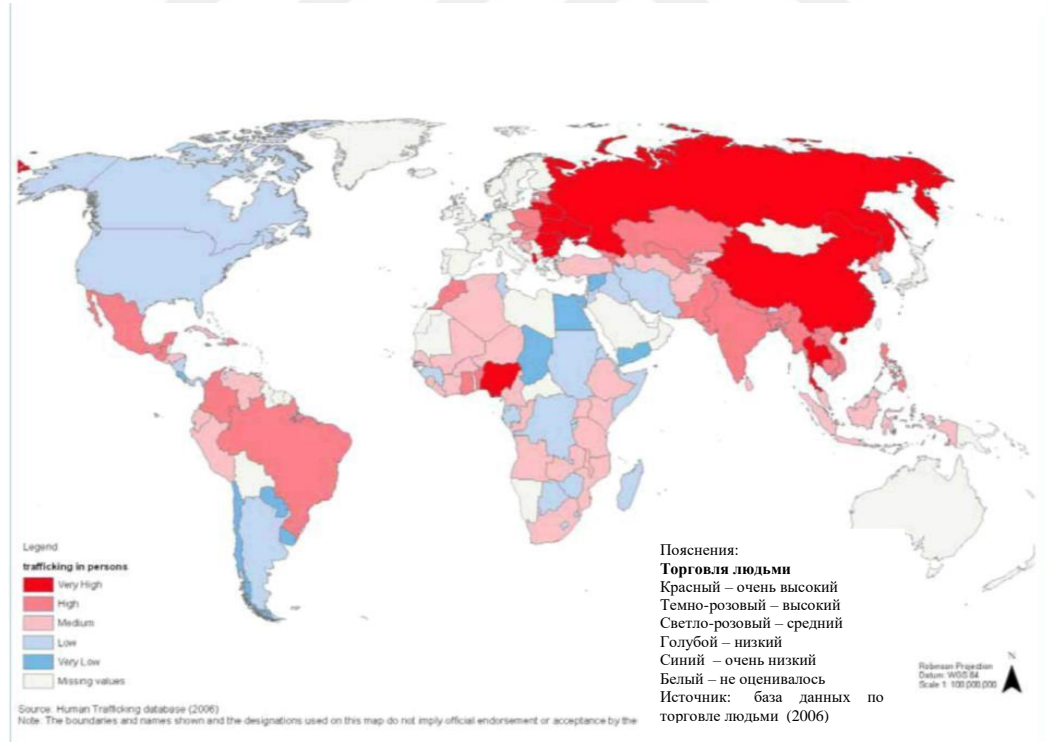 Legend
trafficking in persons
Very High
High
Medium
Low
Very Low
Missing values
Source: Human Trafficking database (2006)
Note: The boundaries and names shown and the designations used on this map do not imply official endorsement or acceptance by the
Пояснения:
Торговля людьми
Красный – очень высокий
Темно-розовый – высокий
Светло-розовый – средний
Голубой – низкий
Синий – очень низкий
Белый – не оценивалось
Источник: база данных по
торговле людьми (2006)
N
Robinson Projection
Datum: WGS 84
Scale 1: 100,000,000